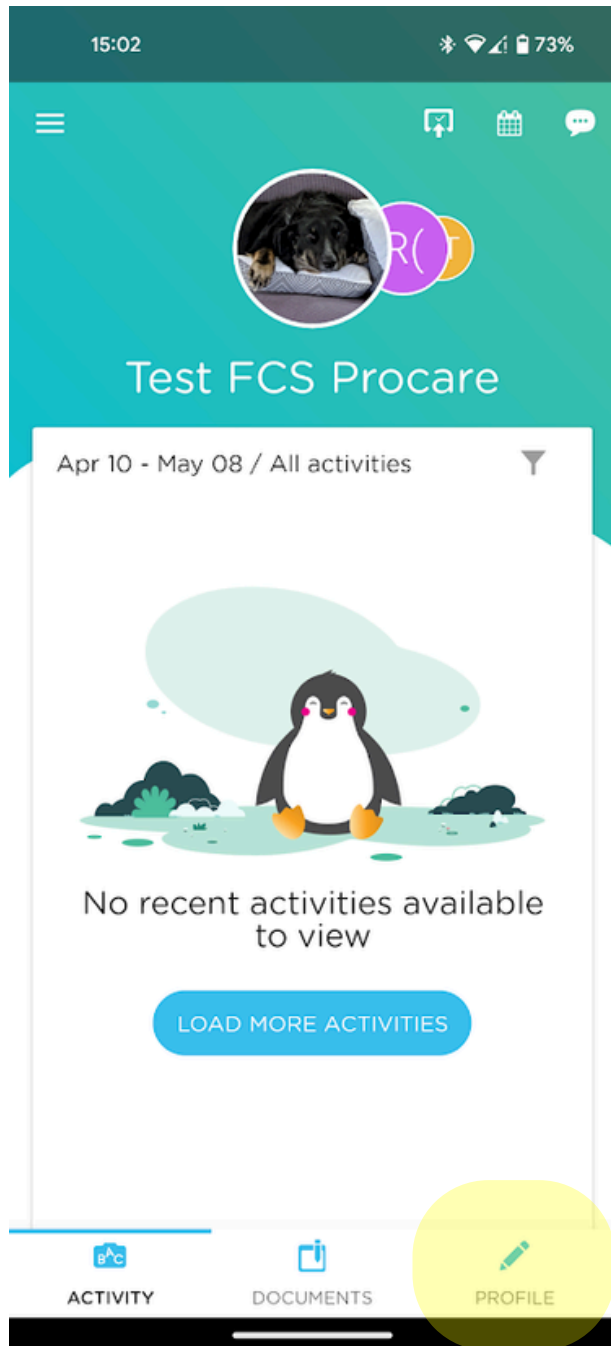 15:02
73%
R(
T
Test FCS Procare
Apr 10 - May 08 / All activities
No recent activities available
to view
LOAD MORE ACTIVITIES
BAC
ACTIVITY
DOCUMENTS
PROFILE